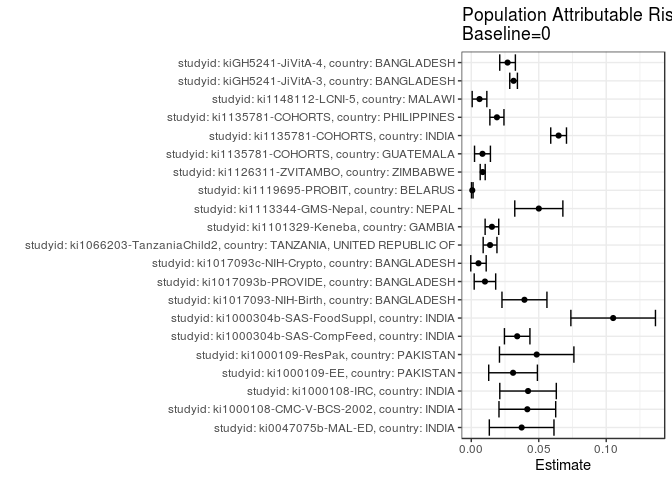 Population Attributable Ris
Baseline=0
studyid: kiGH5241-JiVitA-4, country: BANGLADESH
studyid: kiGH5241-JiVitA-3, country: BANGLADESH
studyid: ki1148112-LCNI-5, country: MALAWI
studyid: ki1135781-COHORTS, country: PHILIPPINES
studyid: ki1135781-COHORTS, country: INDIA
studyid: ki1135781-COHORTS, country: GUATEMALA
studyid: ki1126311-ZVITAMBO, country: ZIMBABWE
studyid: ki1119695-PROBIT, country: BELARUS
studyid: ki1113344-GMS-Nepal, country: NEPAL
studyid: ki1101329-Keneba, country: GAMBIA
studyid: ki1066203-TanzaniaChild2, country: TANZANIA, UNITED REPUBLIC OF
studyid: ki1017093c-NIH-Crypto, country: BANGLADESH
studyid: ki1017093b-PROVIDE, country: BANGLADESH
studyid: ki1017093-NIH-Birth, country: BANGLADESH
studyid: ki1000304b-SAS-FoodSuppl, country: INDIA
studyid: ki1000304b-SAS-CompFeed, country: INDIA
studyid: ki1000109-ResPak, country: PAKISTAN
studyid: ki1000109-EE, country: PAKISTAN
studyid: ki1000108-IRC, country: INDIA
studyid: ki1000108-CMC-V-BCS-2002, country: INDIA
studyid: ki0047075b-MAL-ED, country: INDIA
0.00 0.05 0.10
Estimate